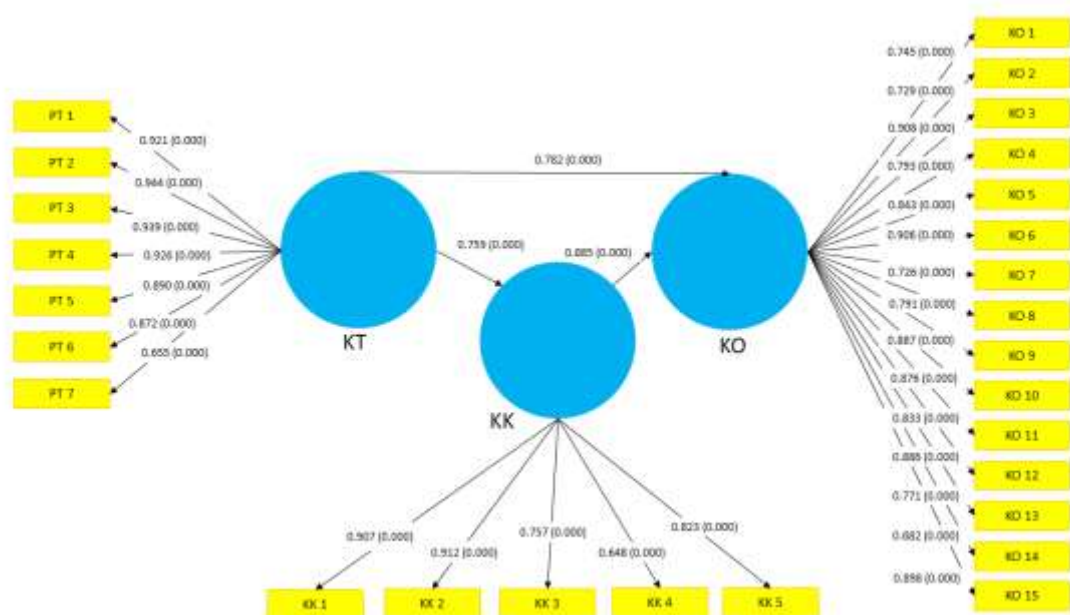 PT 1
PT 2
PT 3
PT 4
PT 5
PT 6
PT 7
0.921 (0.000)
0.944 (0.000)
0.939 (0.000)
0.926 (0.000)
0.890 (0.000)
0.872 (0.000)
0.655 (0.000)
KT
0.782 (0.000)
0.759 (0.000)
0.885 (0.000)
KK
KO
0.907 (0.000)
0.912 (0.000)
0.757 (0.000)
0.648 (0.000)
0.823 (0.000)
KK 1
KK 2
KK 3
KK 4
KK 5
0.745 (0.000)
0.729 (0.000)
0.908 (0.000)
0.793 (0.000)
0.843 (0.000)
0.906 (0.000)
0.726 (0.000)
0.791 (0.000)
0.887 (0.000)
0.876 (0.000)
0.833 (0.000)
0.886 (0.000)
0.771 (0.000)
0.682 (0.000)
0.898 (0.000)
KO 1
KO 2
KO 3
KO 4
KO 5
KO 6
KO 7
KO 8
KO 9
KO 10
KO 11
KO 12
KO 13
KO 14
KO 15